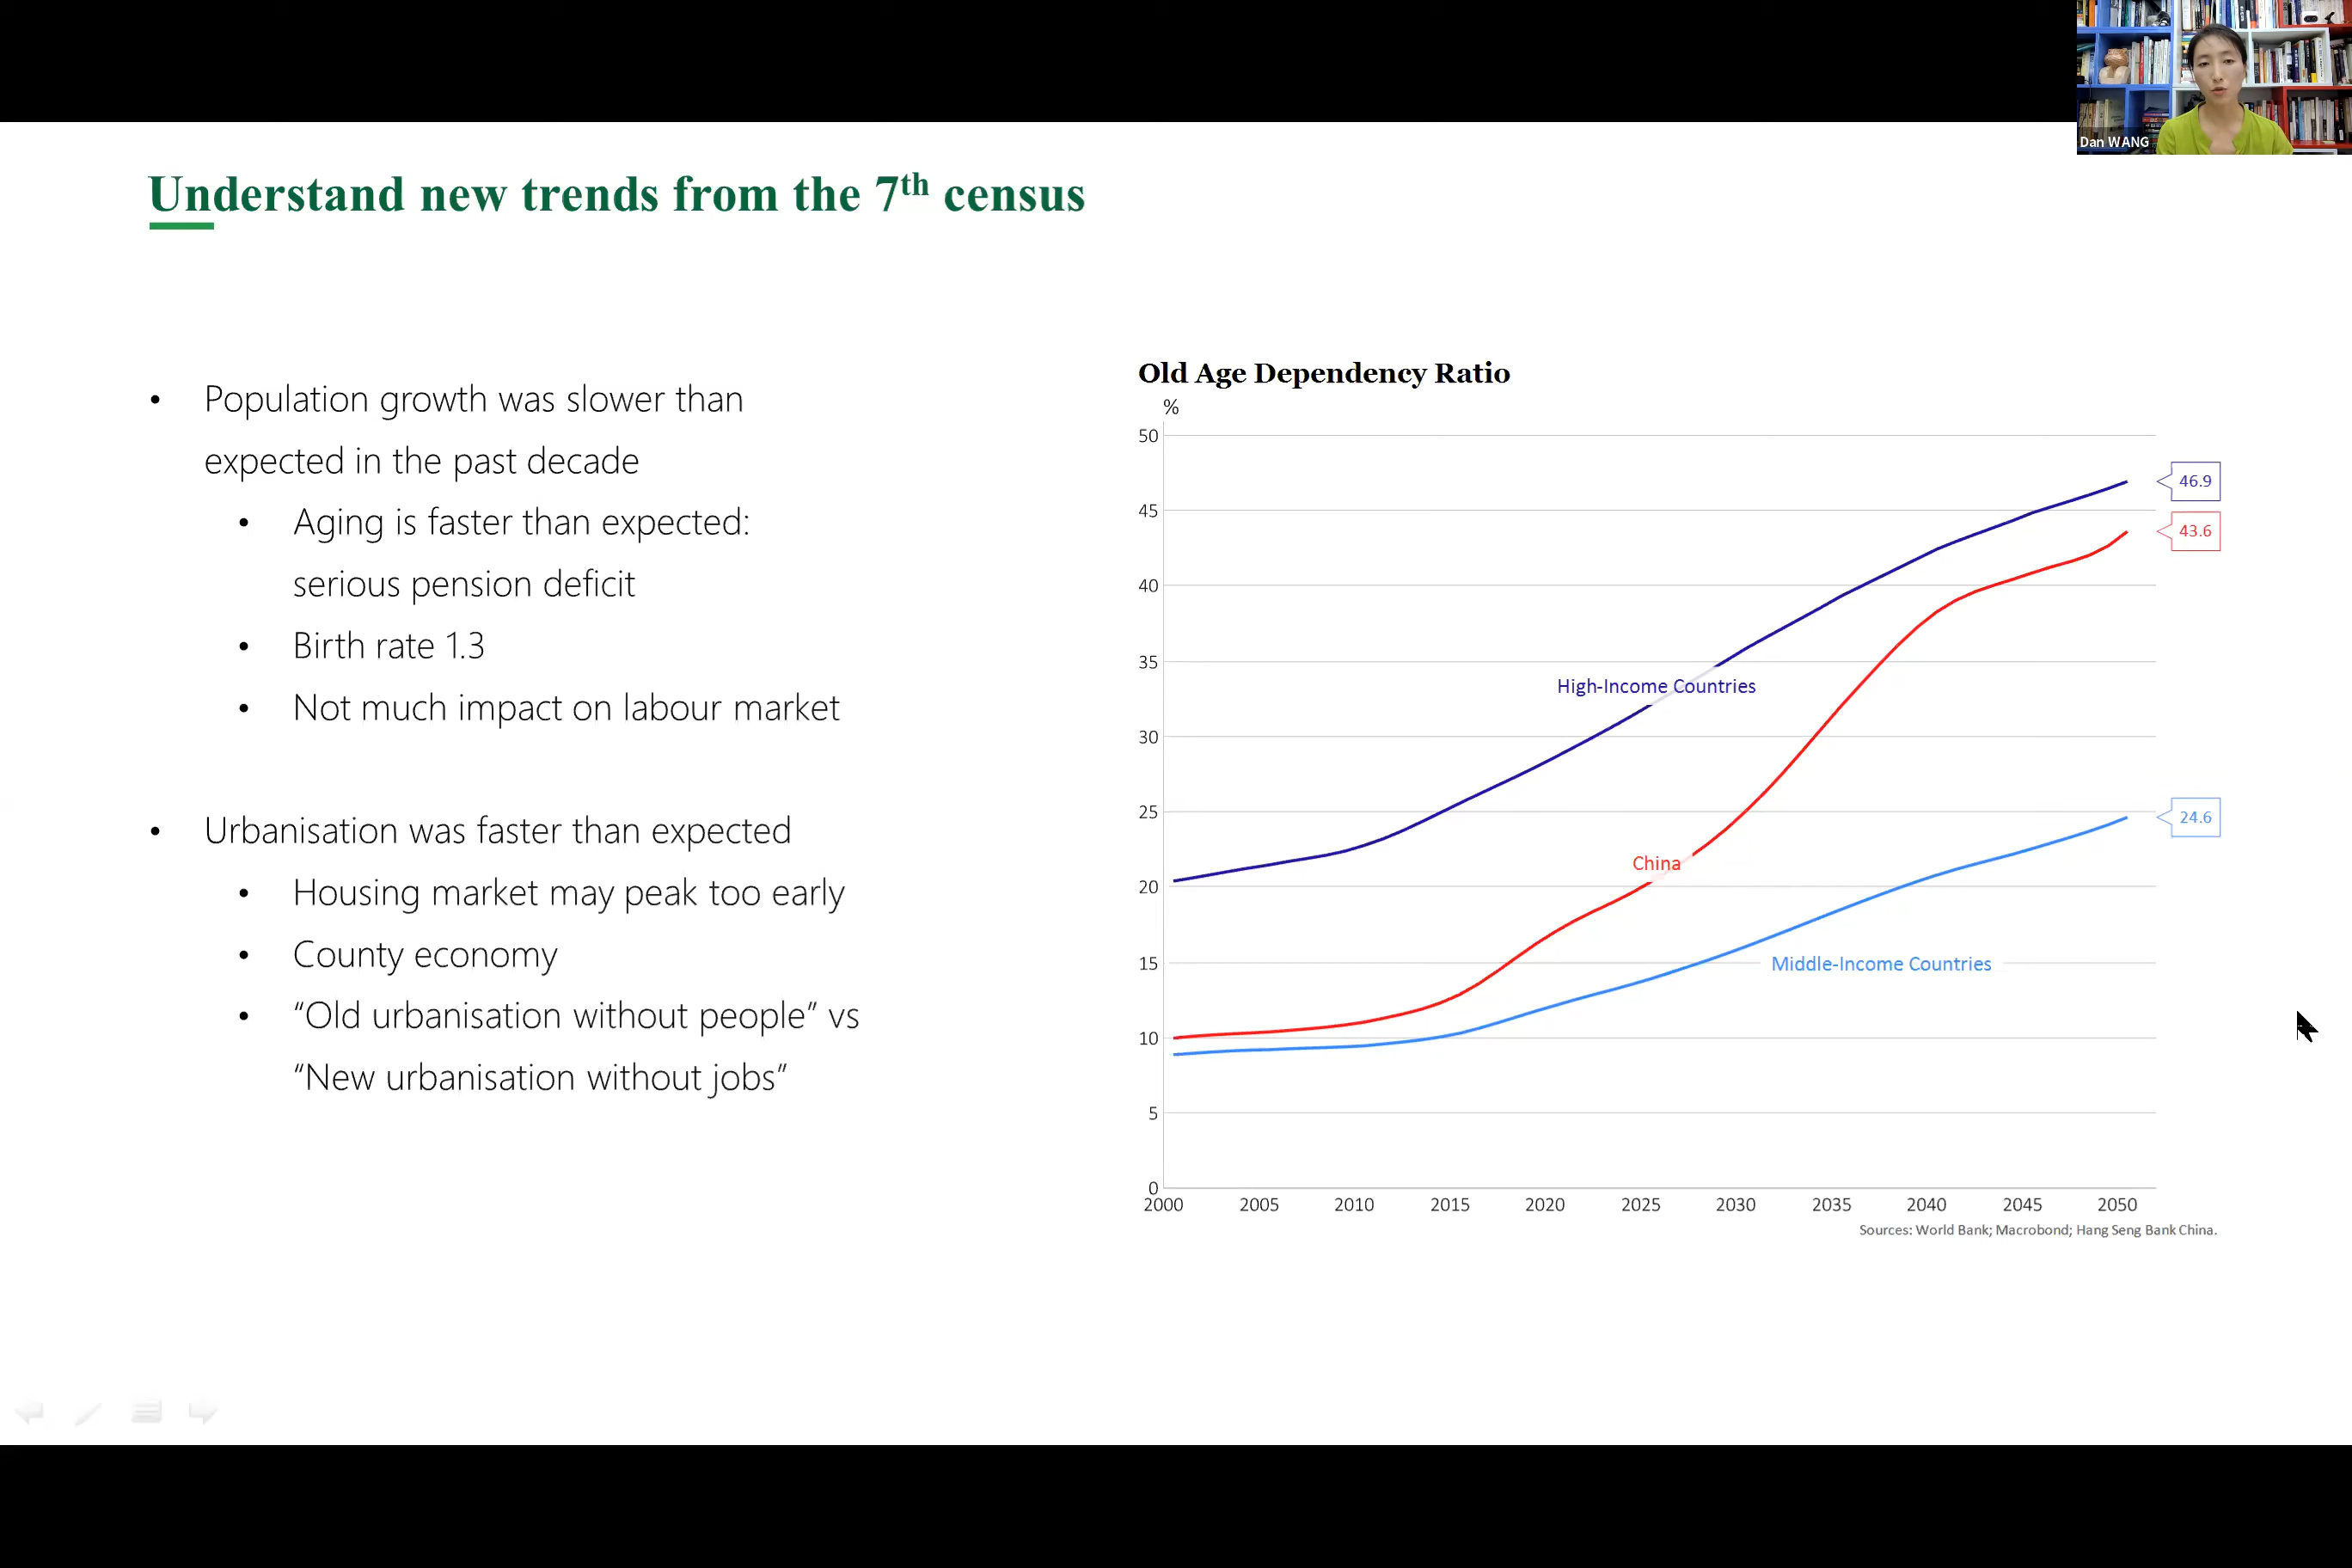 Dan WANG
Understand new trends from the 7th census
• Population growth was slower than
expected in the past decade
• Aging is faster than expected:
serious pension deficit
• Birth rate 1.3
• Not much impact on labour market
• Urbanisation was faster than expected
• Housing market may peak too early
• County economy
• “Old urbanisation without people” vs
“New urbanisation without jobs”
Old Age Dependency Ratio
%
50
45
40
35
30
25
20
15
10
5
0
46.9
43.6
24.6
High-Income Countries
China
Middle-Income Countries
2000 2005 2010 2015 2020 2025 2030 2035 2040 2045 2050
Sources: World Bank; Macrobond; Hang Seng Bank China.